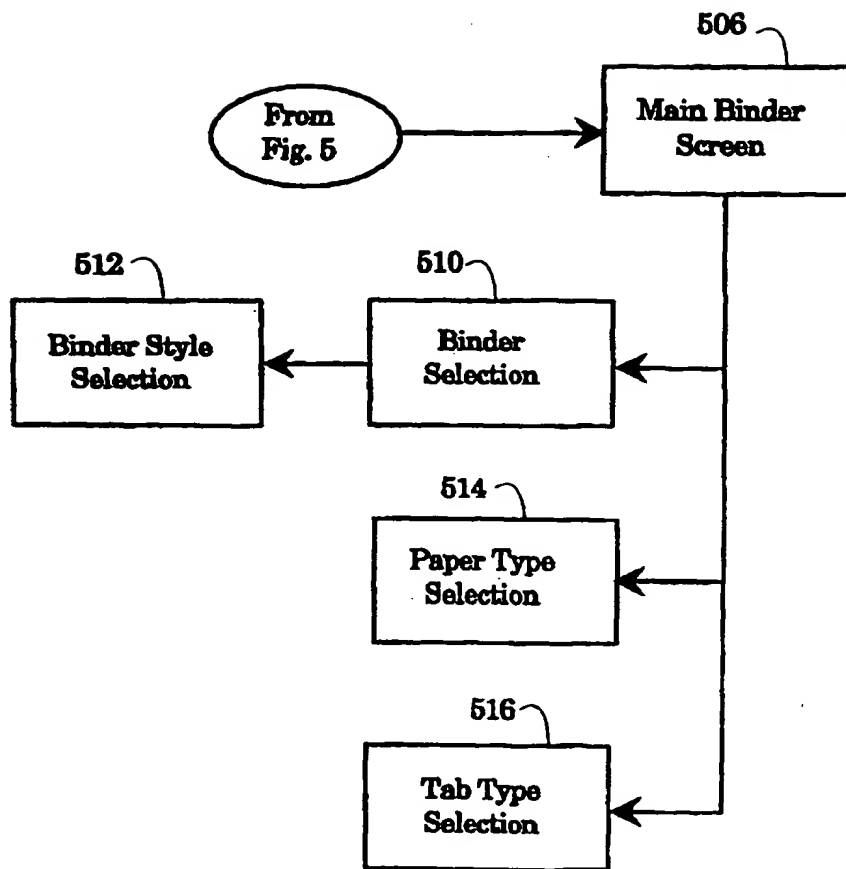 506
From
Fig. 5
Main Binder
Screen
512
510
Binder Style
Selection
Binder
Selection
514
Paper Type
Selection
516
Tab Type
Selection